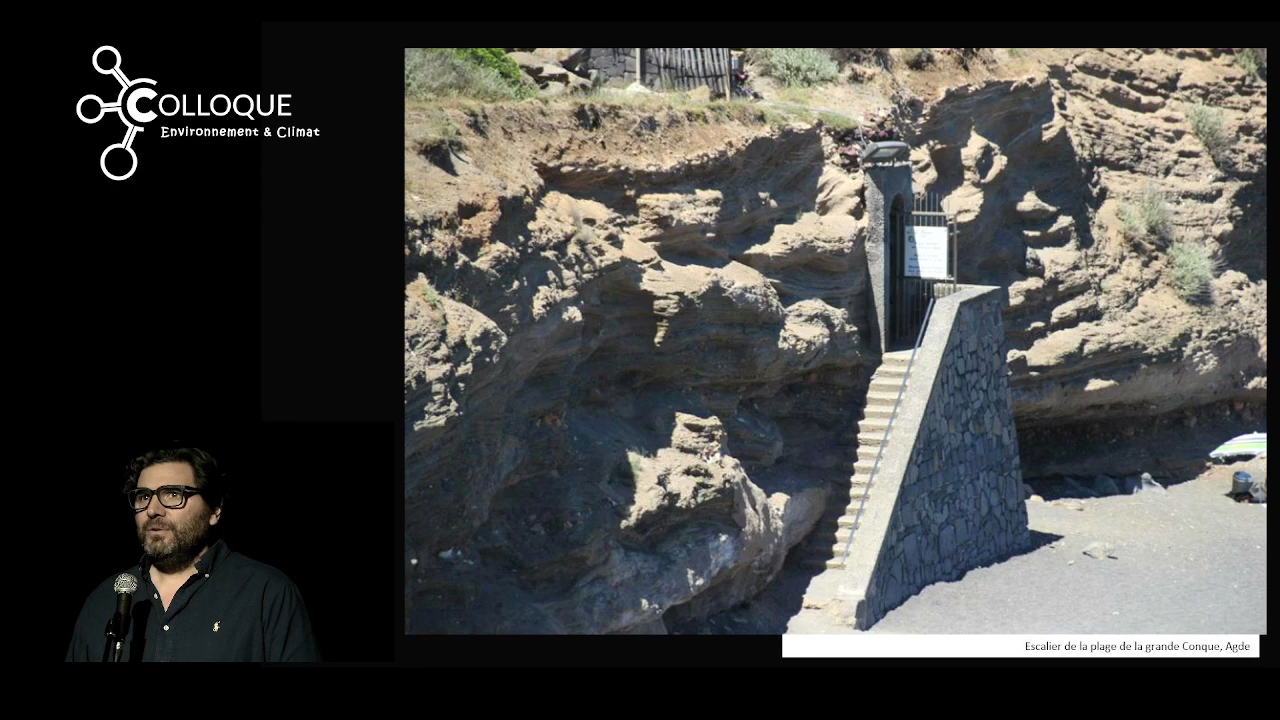 COLLOQUE
Environnement & Climat
Escalier de la plage de la grande Conque, Agde